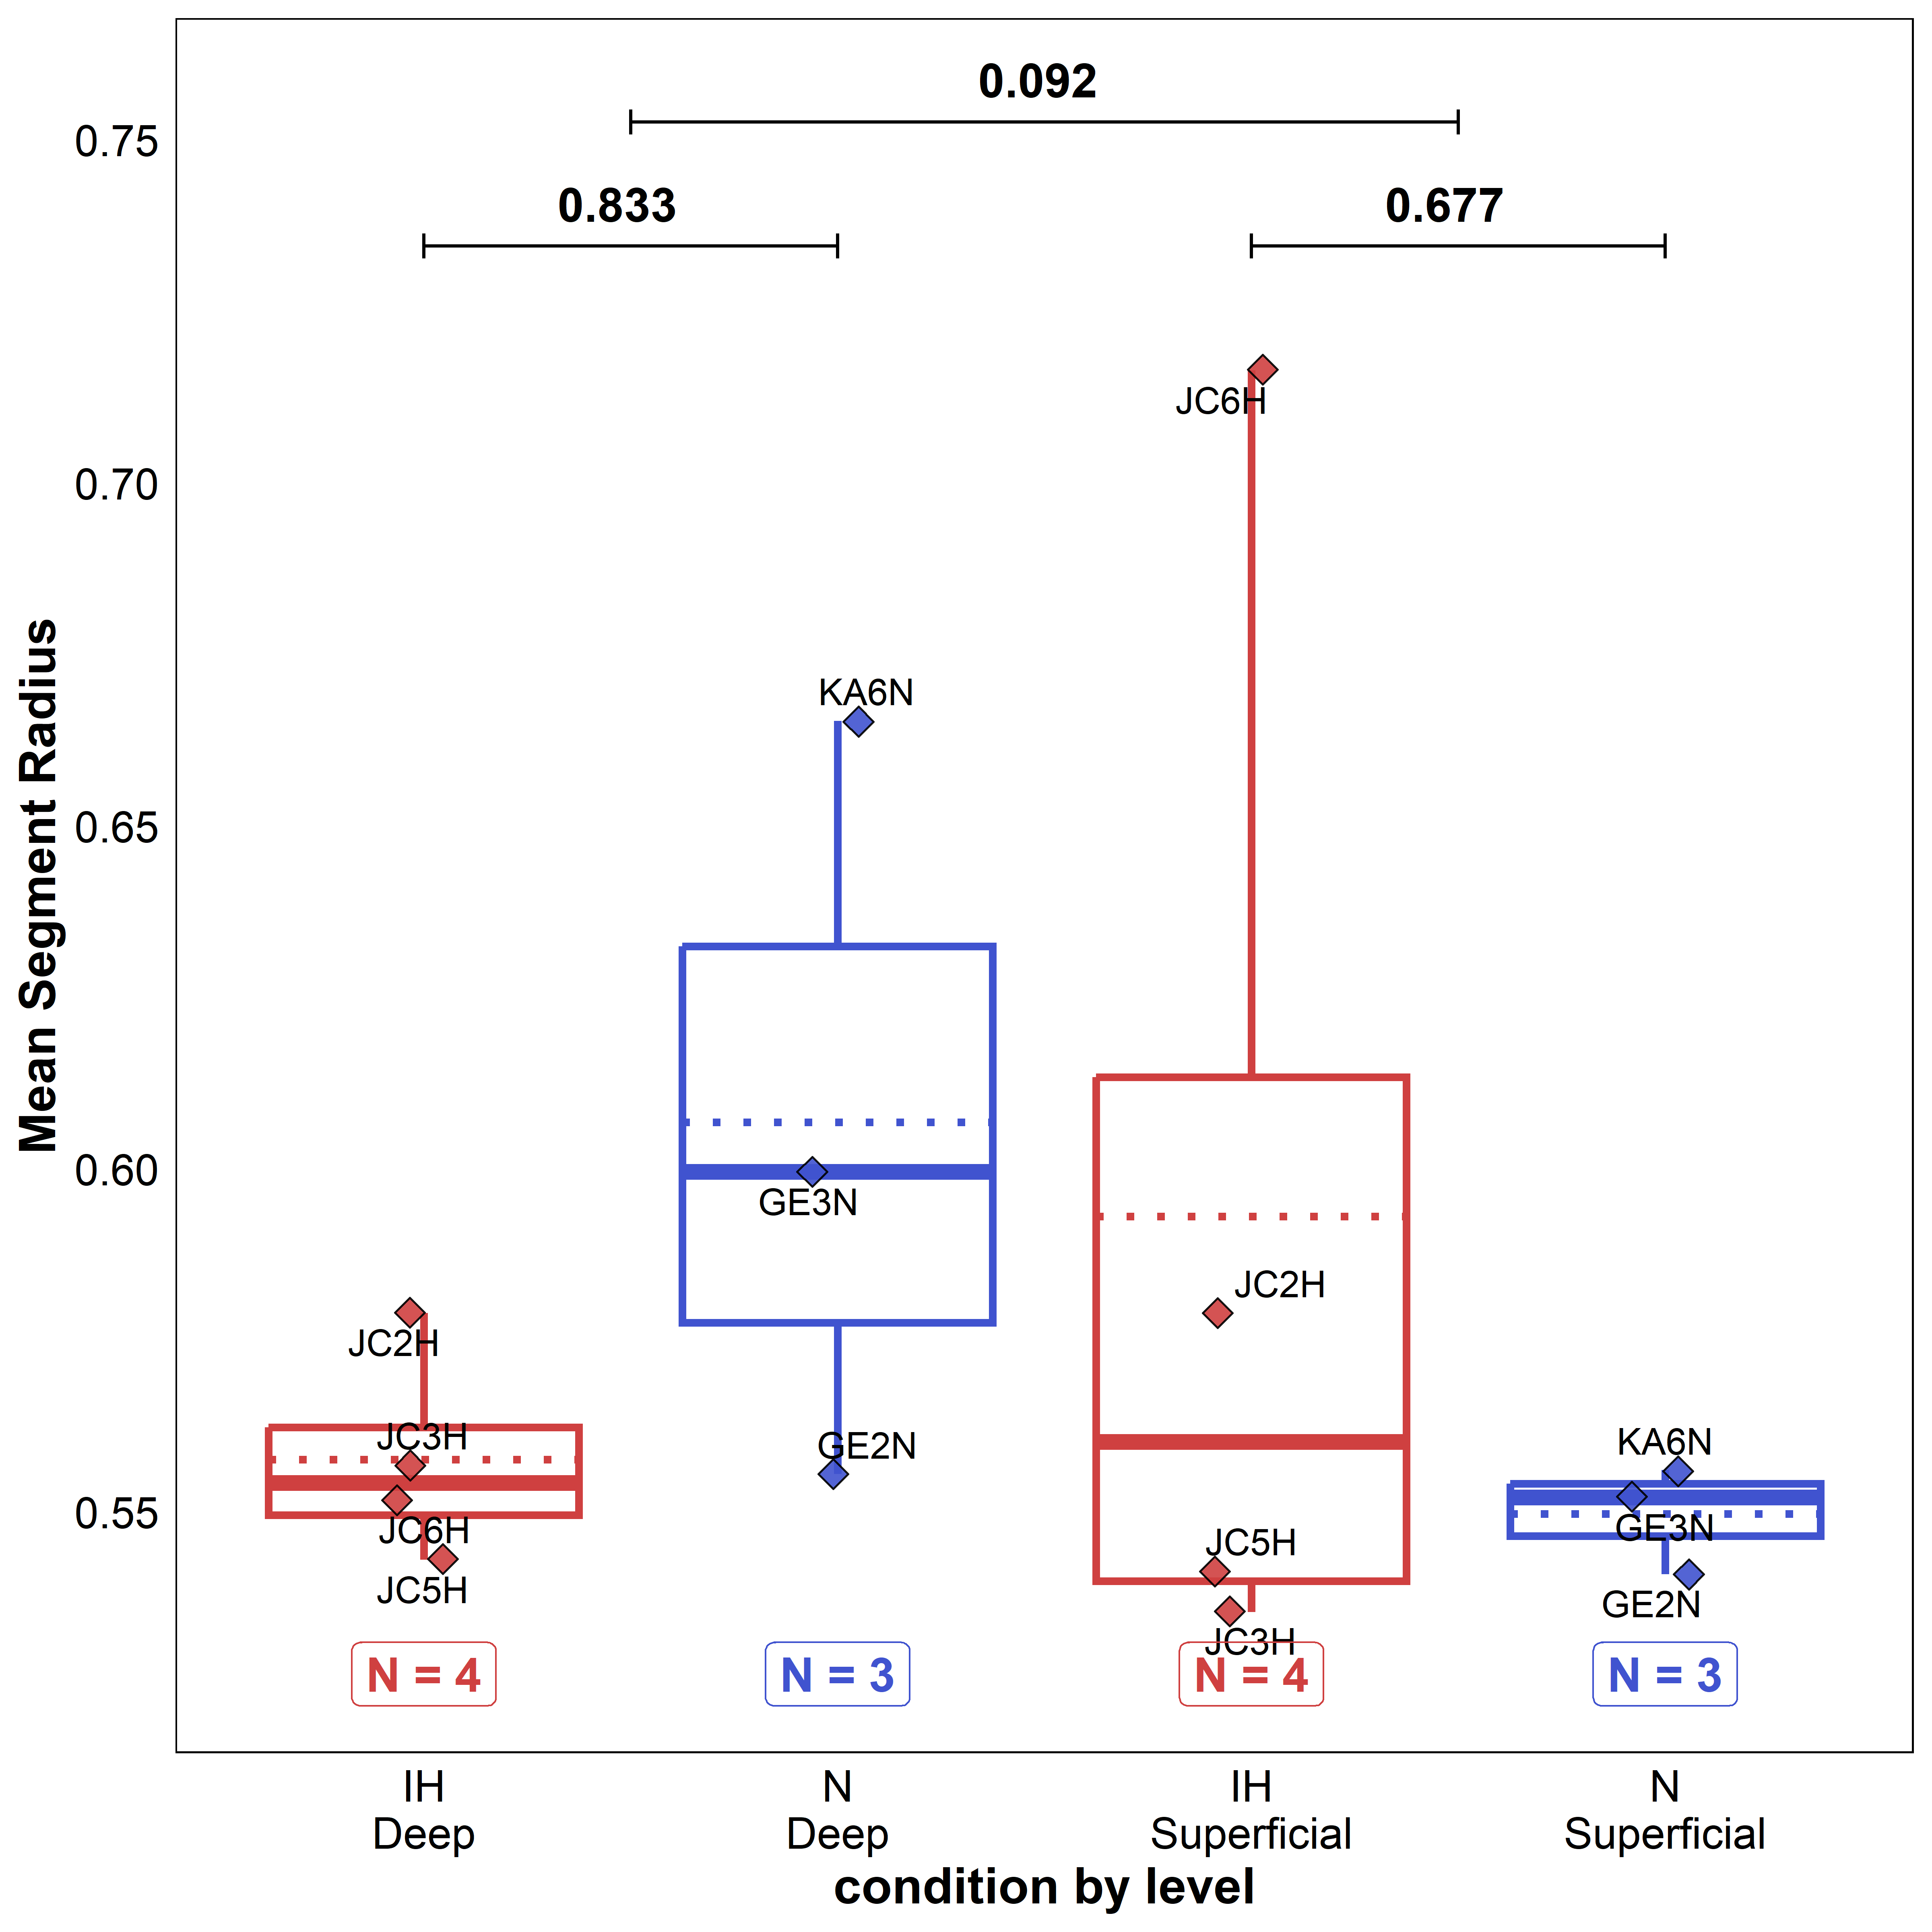 0.092
0.75
0.833
0.677
JC6H
0.70
KA6N
0.65
Mean Segment Radius
0.60
GE3N
JC2H
JC2H
JC3H
GE2N
KA6N
0.55
JC6H
JC5H
GE3N
JC5H
GE2N
JC3H
N = 4
N = 3
N = 4
N = 3
IH
Deep
N
Deep
IH
Superficial
N
Superficial
condition by level